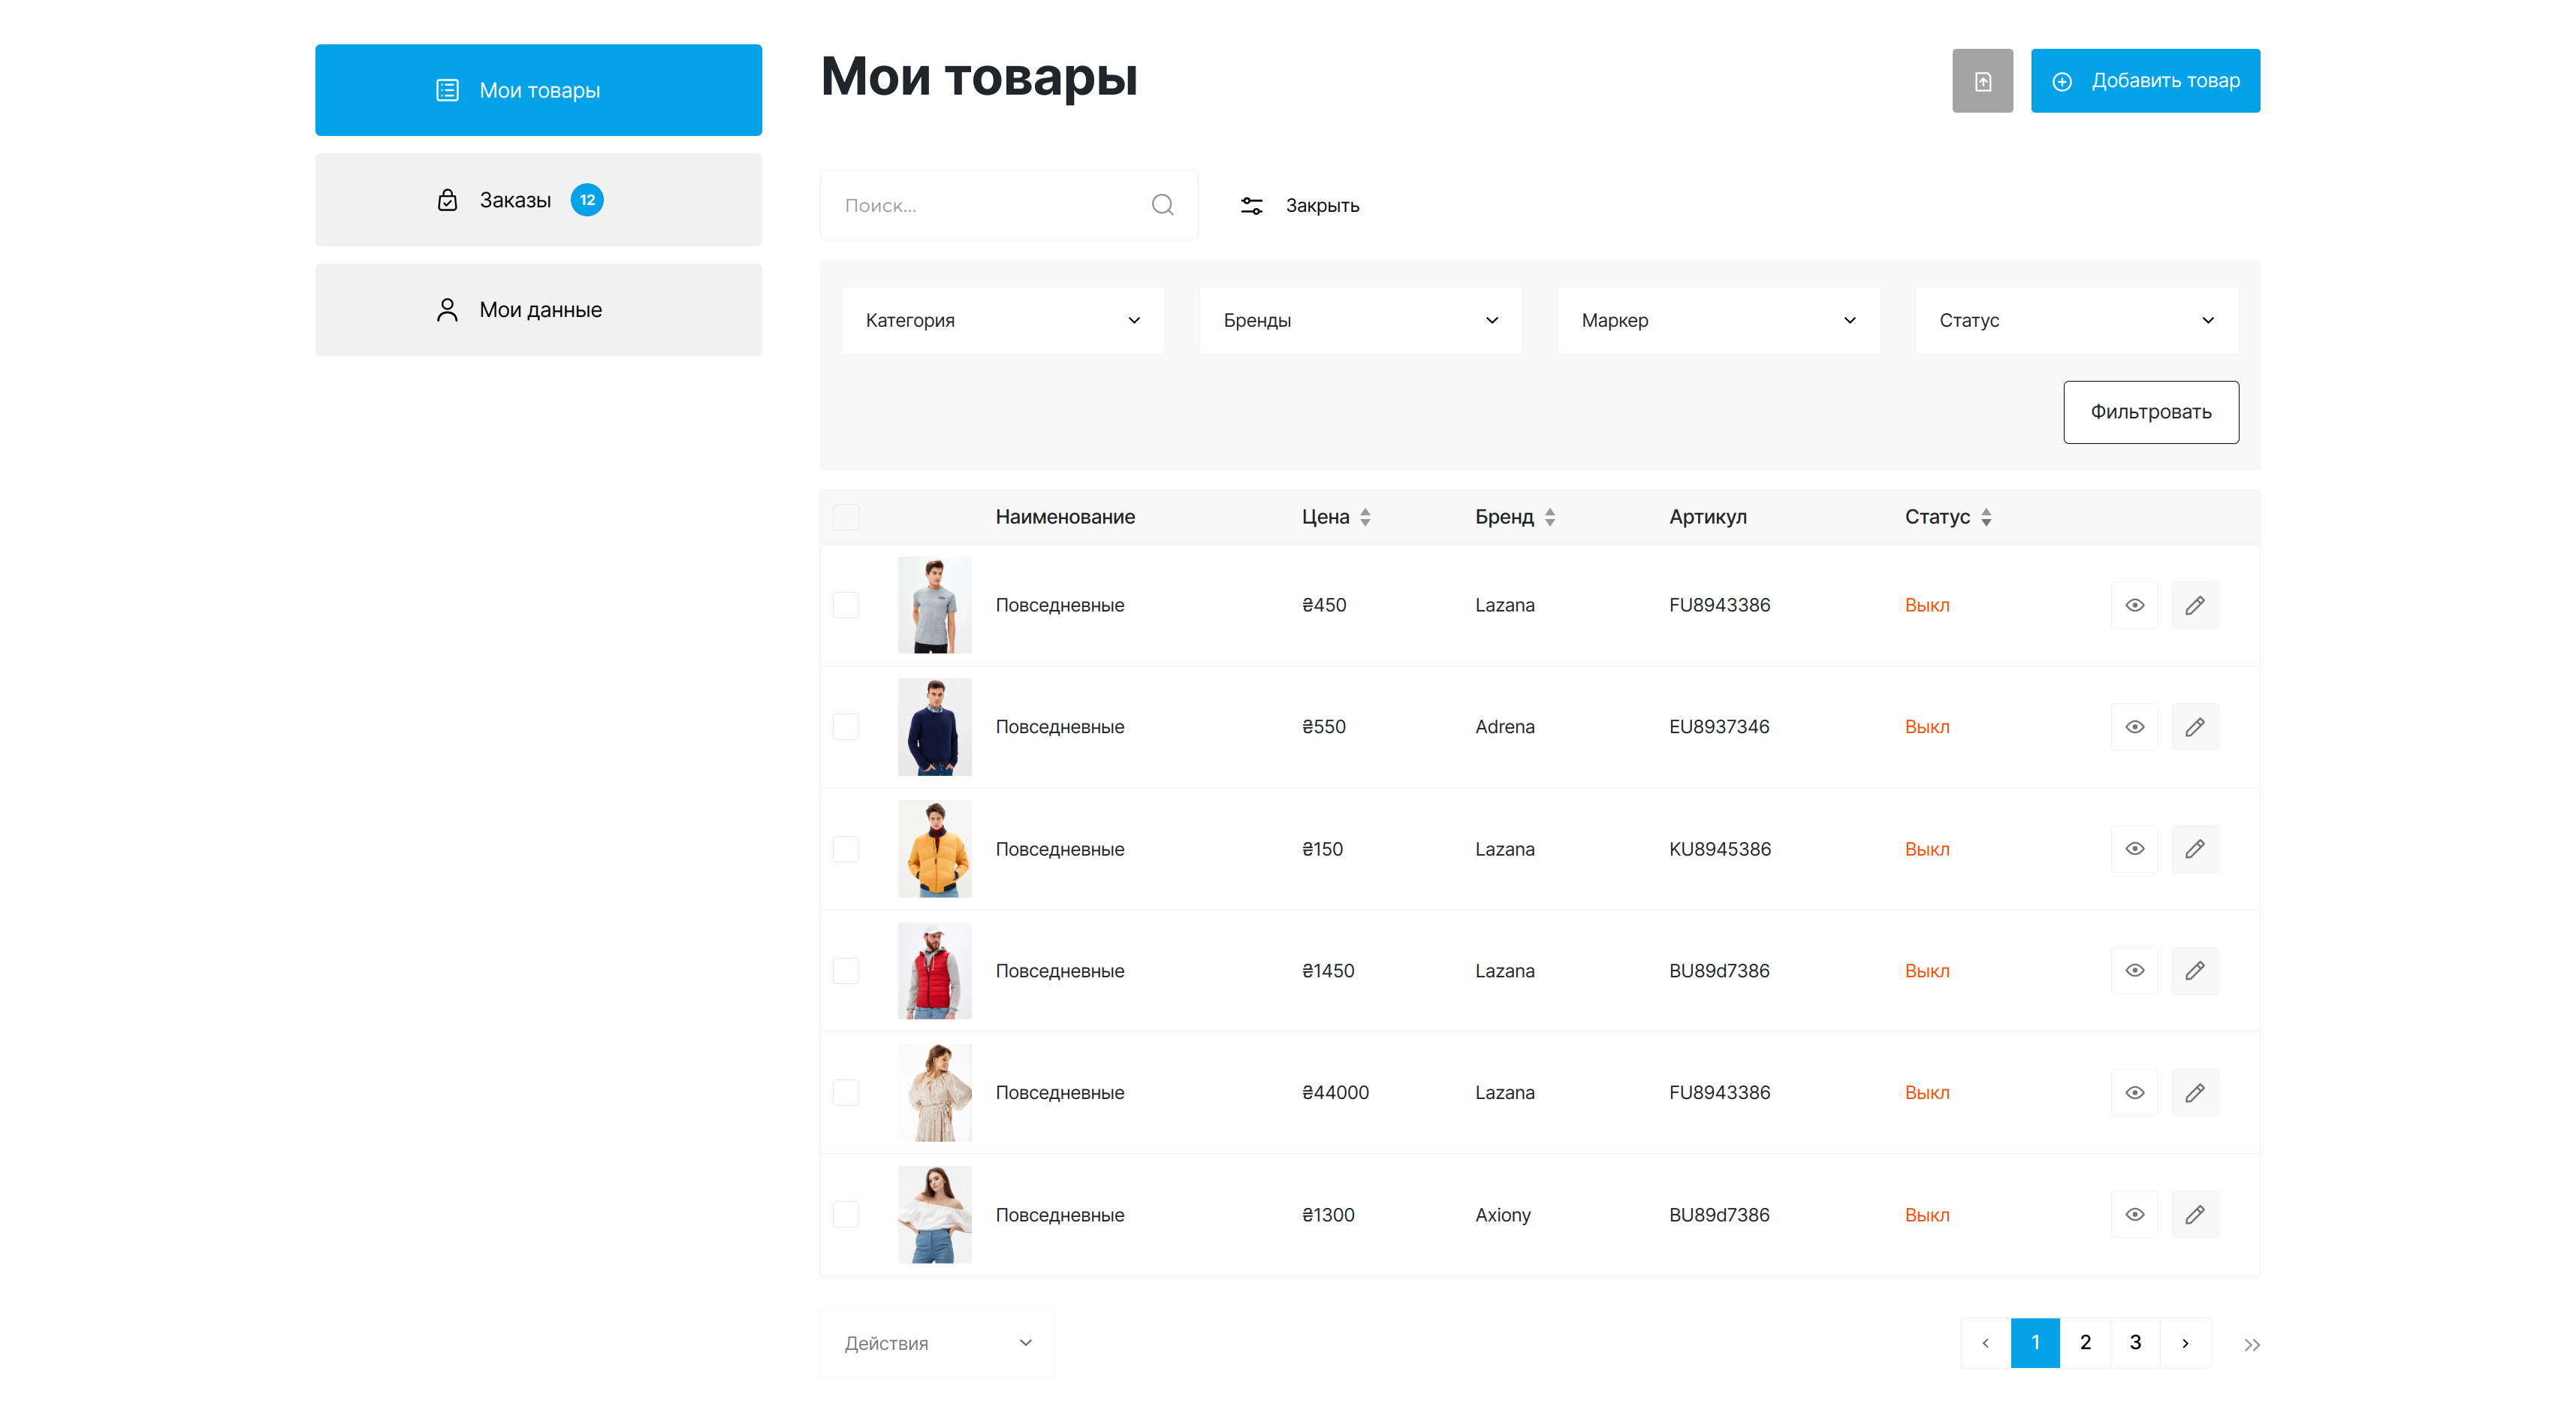 Мои товары
Заказы 12
Мои данные
Мои товары
Добавить товар
Поиск...
Закрыть
Категория Бренды Маркер Статус
Фильтровать
Наименование Цена Бренд Артикул Статус
Повседневные ₴450 Lazana FU8943386 Выкл
Повседневные ₴550 Adrena EU8937346 Выкл
Повседневные ₴150 Lazana KU8945386 Выкл
Повседневные ₴1450 Lazana BU89d7386 Выкл
Повседневные ₴44000 Lazana FU8943386 Выкл
Повседневные ₴1300 Axiony BU89d7386 Выкл
Действия
1 2 3